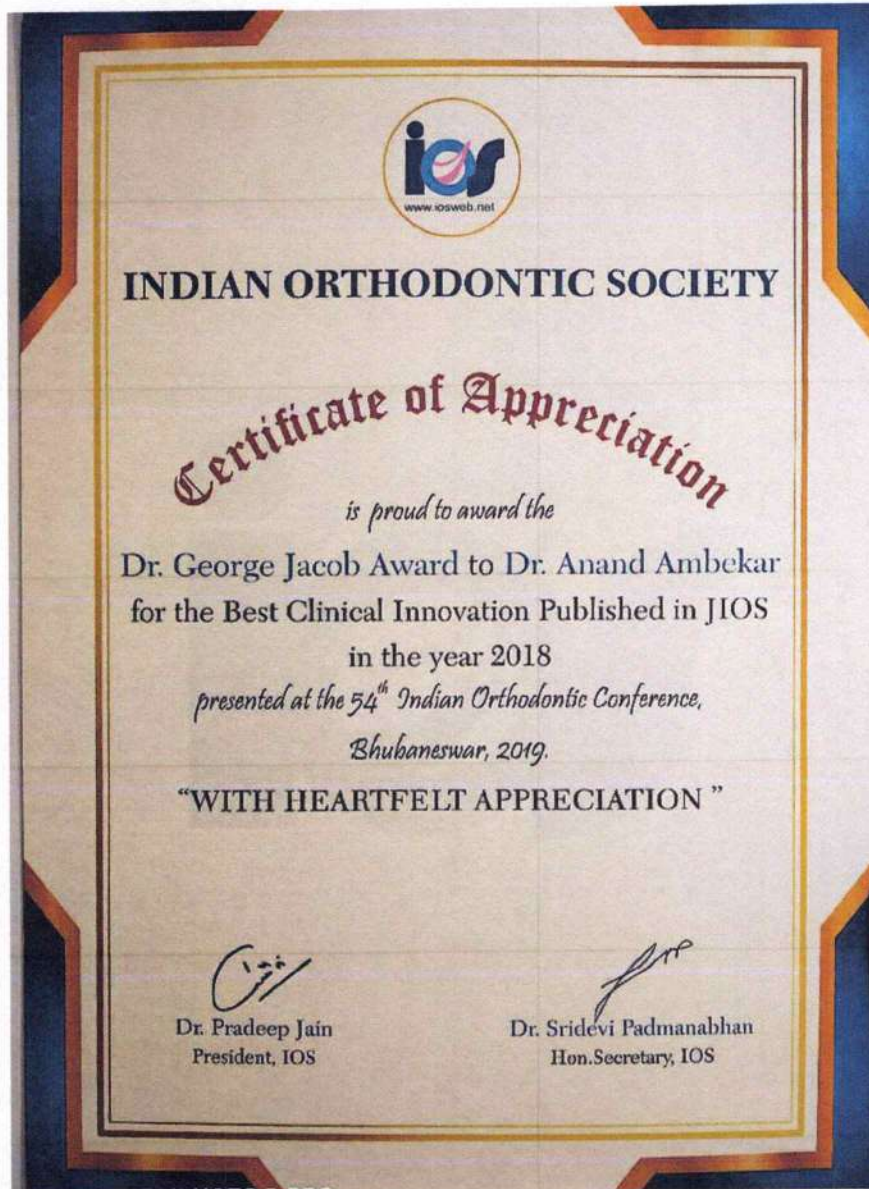 ios
www.iosweb.net
INDIAN ORTHODONTIC SOCIETY
Certificate of Appreciation
is proud to award the
Dr. George Jacob Award to Dr. Anand Ambekar
for the Best Clinical Innovation Published in JIOS
in the year 2018
presented at the 54th Indian Orthodontic Conference,
Bhubaneswar, 2019.
“WITH HEARTFELT APPRECIATION ”
Dr. Pradeep Jain
President, IOS
Dr. Sridevi Padmanabhan
Hon.Secretary, IOS